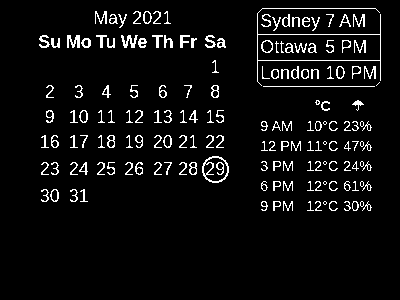 May 2021
Su Mo Tu We Th Fr Sa
1
2 3 4 5 6 7 8
9 10 11 12 13 14 15
16 17 18 19 20 21 22
23 24 25 26 27 28 29
30 31
Sydney 7 AM
Ottawa 5 PM
London 10 PM
°C ☂
9 AM 10°C 23%
12 PM 11°C 47%
3 PM 12°C 24%
6 PM 12°C 61%
9 PM 12°C 30%